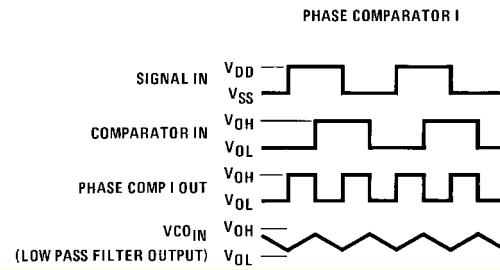 PHASE COMPARATOR I
SIGNAL IN VDD
VSS
COMPARATOR IN VOH
VOL
PHASE COMP I OUT VOH
VOL
VCOIN VOH
(LOW PASS FILTER OUTPUT) VOL